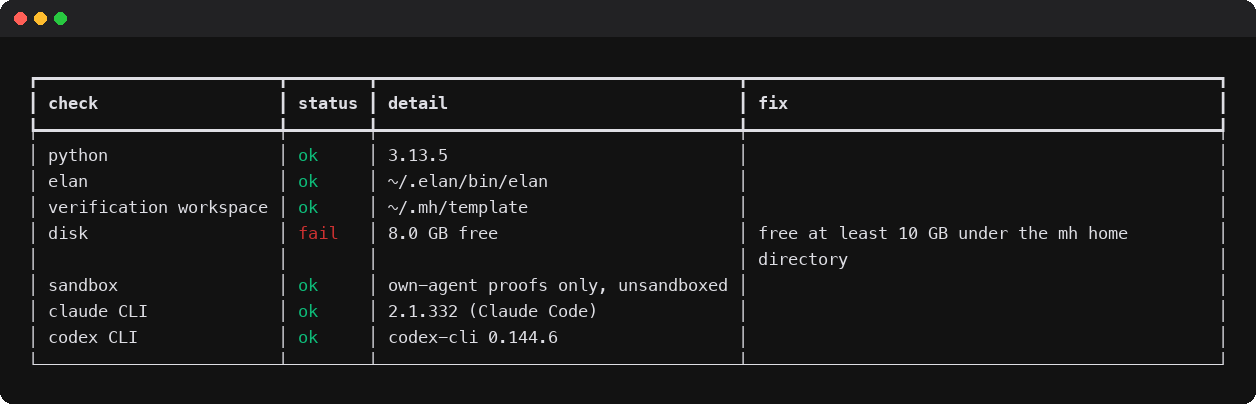 check status detail fix
python ok 3.13.5
elan ok ~/.elan/bin/elan
verification workspace ok ~/.mh/template
disk fail 8.0 GB free free at least 10 GB under the mh home
directory
sandbox ok own-agent proofs only, unsandboxed
claude CLI ok 2.1.332 (Claude Code)
codex CLI ok codex-cli 0.144.6